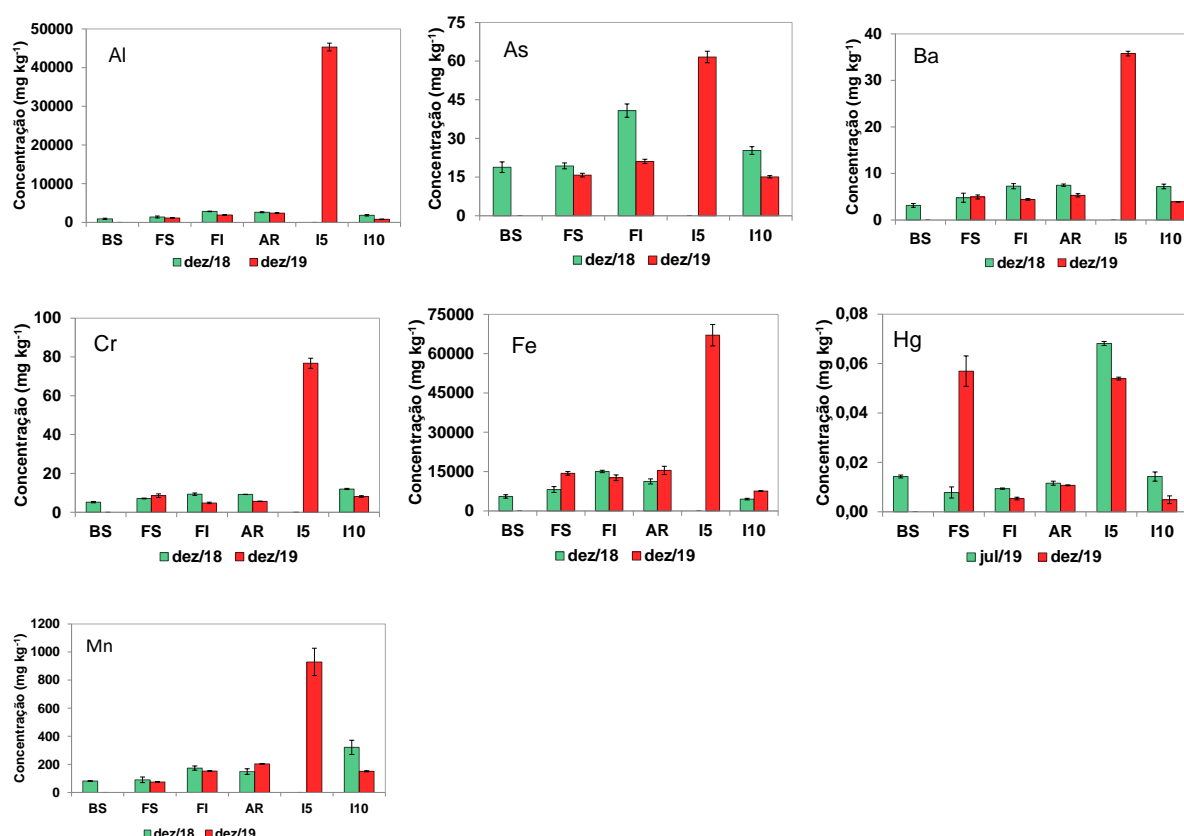 Al
Concentração (mg kg⁻¹)
50000
40000
30000
20000
10000
0
BS FS FI AR I5 I10
dez/18 dez/19
As
Concentração (mg kg⁻¹)
75
60
45
30
15
0
BS FS FI I5 I10
dez/18 dez/19
Ba
Concentração (mg kg⁻¹)
40
30
20
10
0
BS FS FI AR I5 I10
dez/18 dez/19
Cr
Concentração (mg kg⁻¹)
100
80
60
40
20
0
BS FS FI AR I5 I10
dez/18 dez/19
Fe
Concentração (mg kg⁻¹)
75000
60000
45000
30000
15000
0
BS FS FI AR I5 I10
dez/18 dez/19
Hg
Concentração (mg kg⁻¹)
0,08
0,06
0,04
0,02
0,00
BS FS FI AR I5 I10
jul/19 dez/19
Mn
Concentração (mg kg⁻¹)
1200
1000
800
600
400
200
0
BS FS FI AR I5 I10
dez/18 dez/19